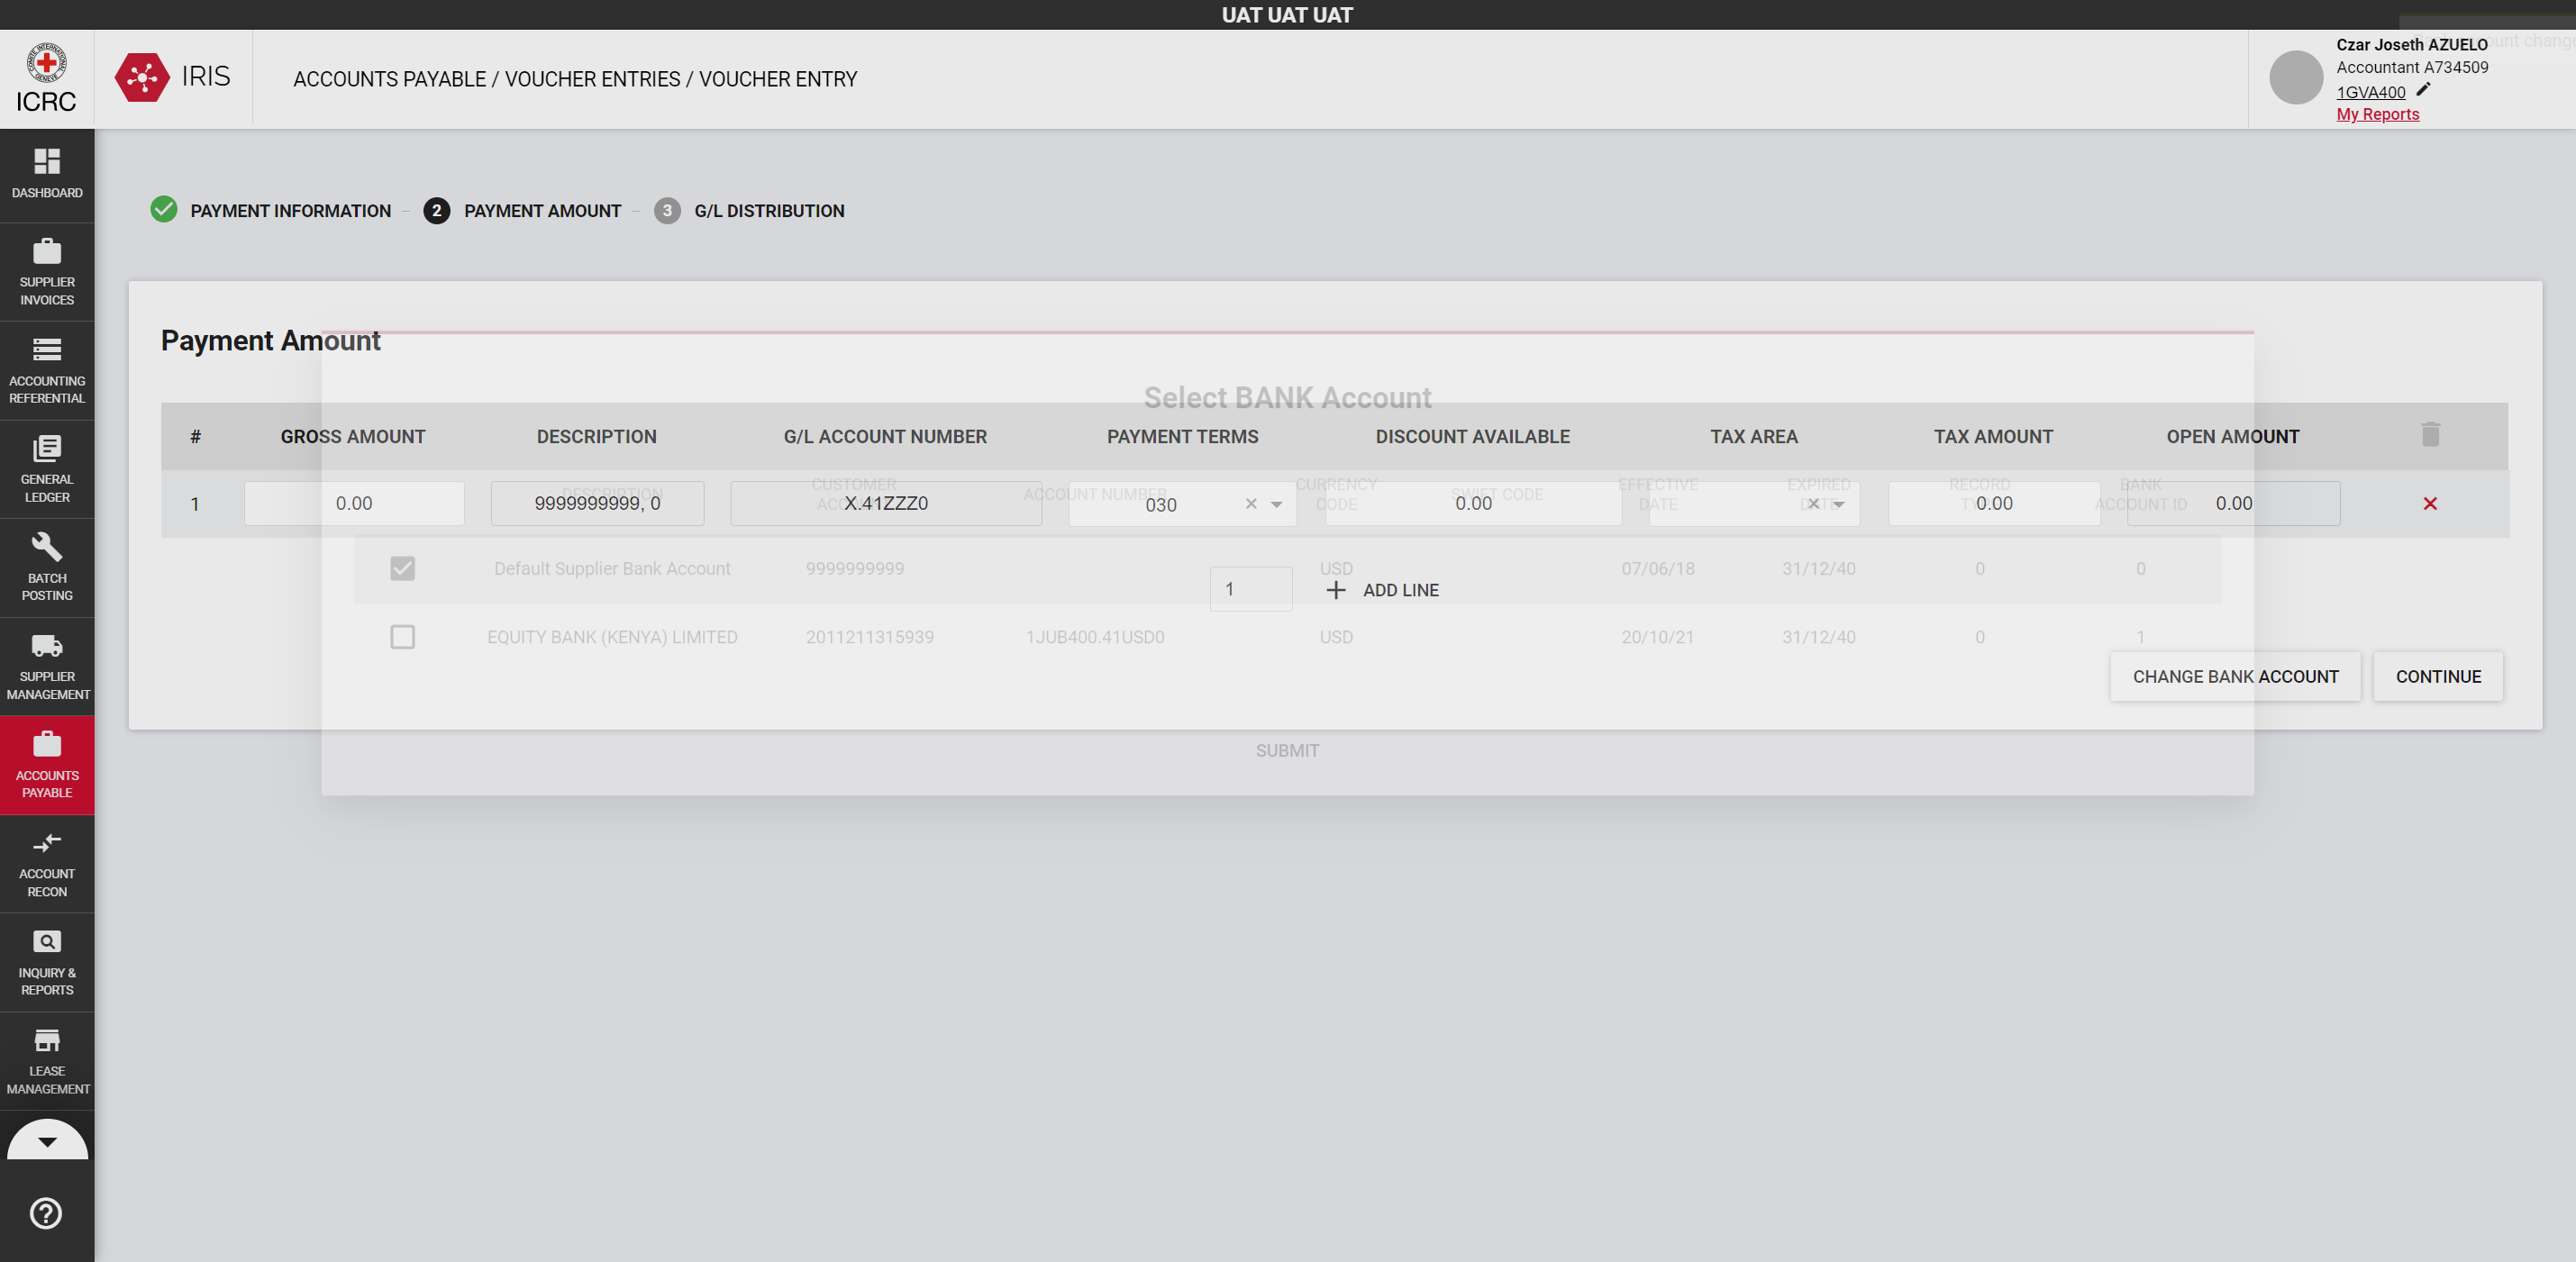 UAT UAT UAT
COMITE INTERNATIONAL GENEVE
ICRC
IRIS
ACCOUNTS PAYABLE / VOUCHER ENTRIES / VOUCHER ENTRY
Czar Joseth AZUELO
Accountant A734509
1GVA400
My Reports
DASHBOARD
SUPPLIER
INVOICES
ACCOUNTING
REFERENTIAL
GENERAL
LEDGER
BATCH
POSTING
SUPPLIER
MANAGEMENT
ACCOUNTS
PAYABLE
ACCOUNT
RECON
INQUIRY &
REPORTS
LEASE
MANAGEMENT
PAYMENT INFORMATION – 2 PAYMENT AMOUNT – 3 G/L DISTRIBUTION
Payment Amount
Select BANK Account
# GROSS AMOUNT DESCRIPTION G/L ACCOUNT NUMBER PAYMENT TERMS DISCOUNT AVAILABLE TAX AREA TAX AMOUNT OPEN AMOUNT
1 0.00 9999999999, 0 X.41ZZZ0 030 0.00 0.00 0.00
DESCRIPTION CUSTOMER ACCOUNT NUMBER CURRENCY CODE SWIFT CODE EFFECTIVE DATE EXPIRED DATE RECORD BANK ACCOUNT ID
Default Supplier Bank Account 9999999999 USD 07/06/18 31/12/40 0 0
1 ADD LINE
EQUITY BANK (KENYA) LIMITED 2011211315939 1JUB400.41USD0 USD 20/10/21 31/12/40 0 1
CHANGE BANK ACCOUNT CONTINUE
SUBMIT